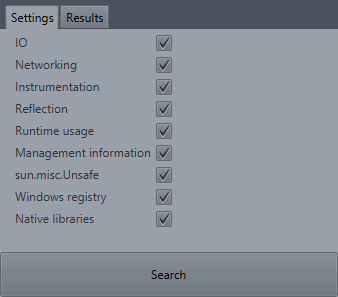 Settings Results
IO
Networking
Instrumentation
Reflection
Runtime usage
Management information
sun.misc.Unsafe
Windows registry
Native libraries
Search